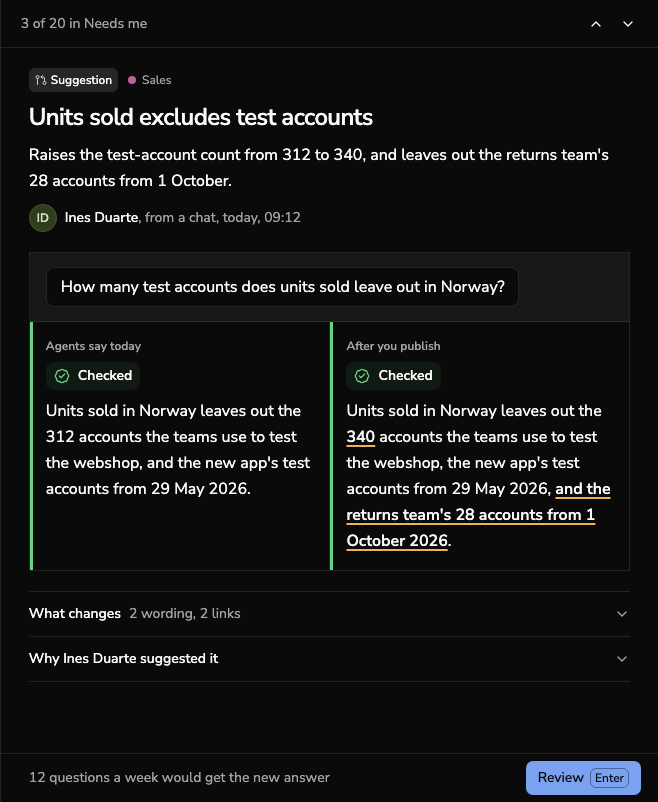 3 of 20 in Needs me
Suggestion
Sales
Units sold excludes test accounts
Raises the test-account count from 312 to 340, and leaves out the returns team's
28 accounts from 1 October.
ID
Ines Duarte, from a chat, today, 09:12
How many test accounts does units sold leave out in Norway?
Agents say today
Checked
Units sold in Norway leaves out the
312 accounts the teams use to test
the webshop, and the new app's test
accounts from 29 May 2026.
After you publish
Checked
Units sold in Norway leaves out the
340 accounts the teams use to test
the webshop, the new app's test
accounts from 29 May 2026, and the
returns team's 28 accounts from 1
October 2026.
What changes 2 wording, 2 links
Why Ines Duarte suggested it
12 questions a week would get the new answer
Review Enter